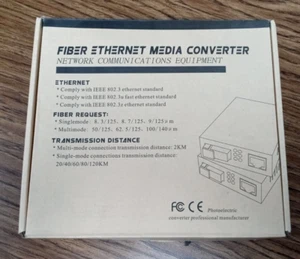 FIBER ETHERNET MEDIA CONVERTER
NETWORK COMMUNICATIONS EQUIPMENT
ETHERNET
* Comply with IEEE 802.3 ethernet standard
* Comply with IEEE 802.3u fast ethernet standard
* Comply with IEEE 802.3x ethernet standard
FIBER REQUEST:
* Singlemode: 8.3/125, 8.7/125, 9/125um
* Multimode: 50/125, 62.5/125, 100/140um
TRANSMISSION DISTANCE
* Multi-mode connection transmission distance: 2KM
* Single-mode connections transmission distance:
20/40/60/80/120KM
FC CE Photoelectric
converter professional manufacturer